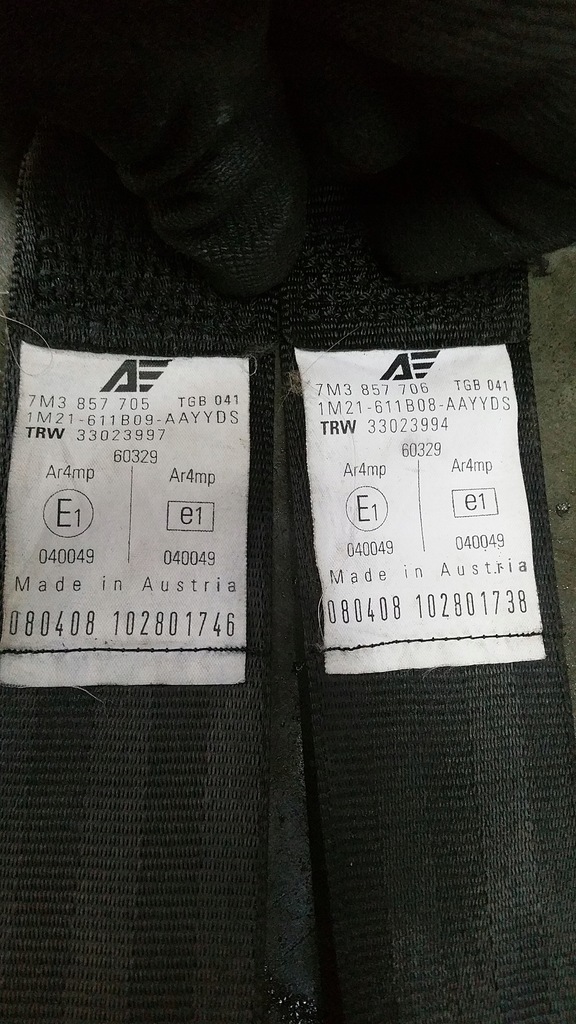 AE
7M3 857 705 TGB 041
1M21-611B09-AAYYDS
TRW 33023997
60329
Ar4mp Ar4mp
E1 e1
040049 040049
Made in Austria
080408 102801746
AE
7M3 857 706 TGB 041
1M21-611B08-AAYYDS
TRW 33023994
60329
Ar4mp Ar4mp
E1 e1
040049 040049
Made in Austria
080408 102801738